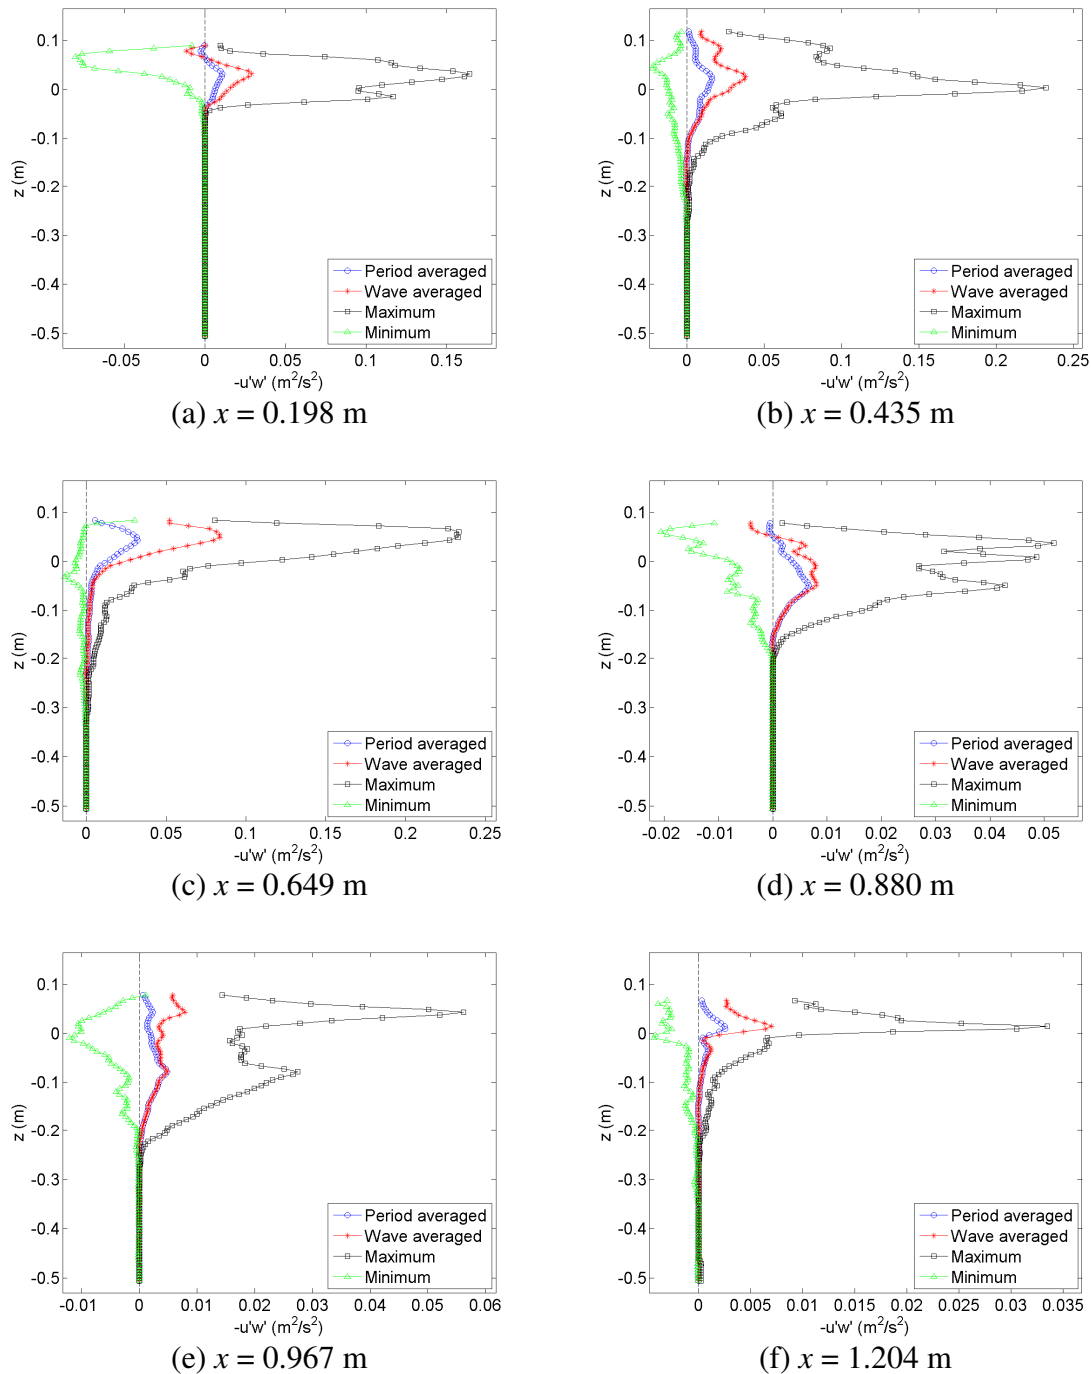 0.1
0
-0.1
-0.2
-0.3
-0.4
-0.5
z (m)
-0.05 0 0.05 0.1 0.15
-u'w' (m²/s²)
Period averaged
Wave averaged
Maximum
Minimum
(a) x = 0.198 m
0.1
0
-0.1
-0.2
-0.3
-0.4
-0.5
z (m)
0 0.05 0.1 0.15 0.2 0.25
-u'w' (m²/s²)
Period averaged
Wave averaged
Maximum
Minimum
(b) x = 0.435 m
0.1
0
-0.1
-0.2
-0.3
-0.4
-0.5
z (m)
0 0.05 0.1 0.15 0.2 0.25
-u'w' (m²/s²)
Period averaged
Wave averaged
Maximum
Minimum
(c) x = 0.649 m
0.1
0
-0.1
-0.2
-0.3
-0.4
-0.5
z (m)
-0.02 -0.01 0 0.01 0.02 0.03 0.04 0.05
-u'w' (m²/s²)
Period averaged
Wave averaged
Maximum
Minimum
(d) x = 0.880 m
0.1
0
-0.1
-0.2
-0.3
-0.4
-0.5
z (m)
-0.01 0 0.01 0.02 0.03 0.04 0.05 0.06
-u'w' (m²/s²)
Period averaged
Wave averaged
Maximum
Minimum
(e) x = 0.967 m
0.1
0
-0.1
-0.2
-0.3
-0.4
-0.5
z (m)
0 0.005 0.01 0.015 0.02 0.025 0.03 0.035
-u'w' (m²/s²)
Period averaged
Wave averaged
Maximum
Minimum
(f) x = 1.204 m